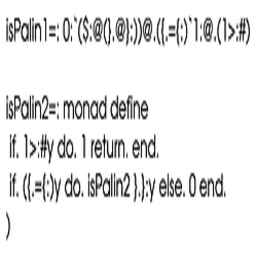 isPalin1=: 0:`($:@(}.@}:))@.({.={:)`1:@.(1>:#)
isPalin2=: monad define
if. 1>:#y do. 1 return. end.
if. ({.={:)y do. isPalin2 }.}:y else. 0 end.
)